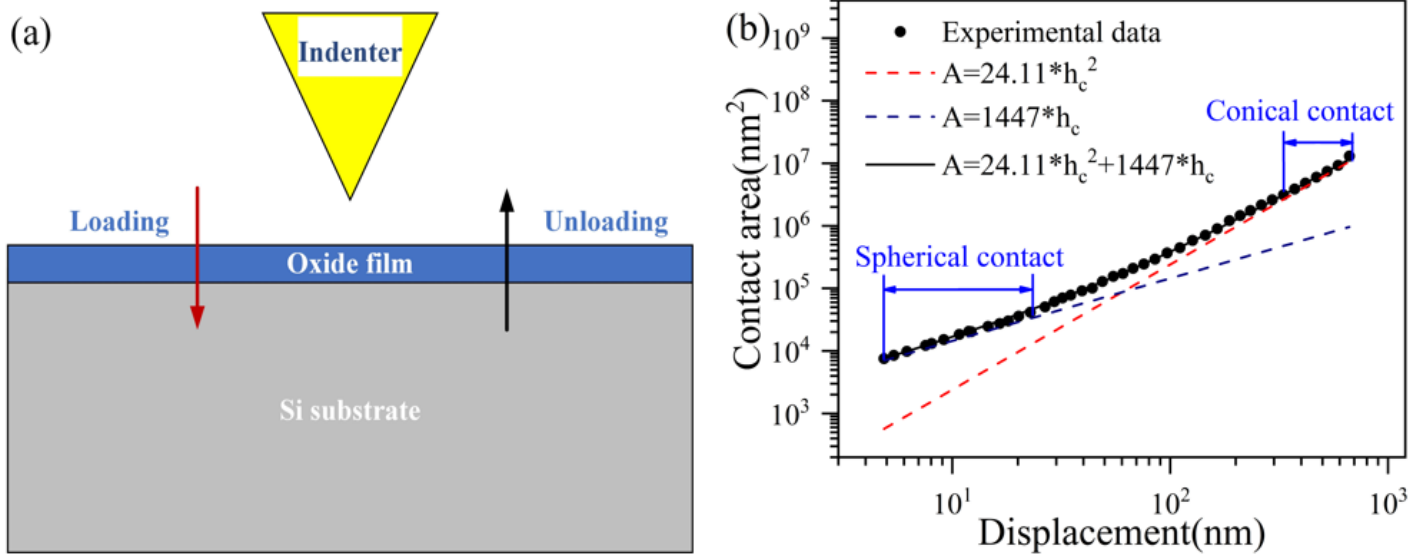 (a)
Indenter
Loading
Unloading
Oxide film
Si substrate
(b)
Experimental data
A=24.11*h_c^2
A=1447*h_c
A=24.11*h_c^2+1447*h_c
Conical contact
Spherical contact
Contact area(nm^2)
10^9
10^8
10^7
10^6
10^5
10^4
10^3
10^1
10^2
10^3
Displacement(nm)